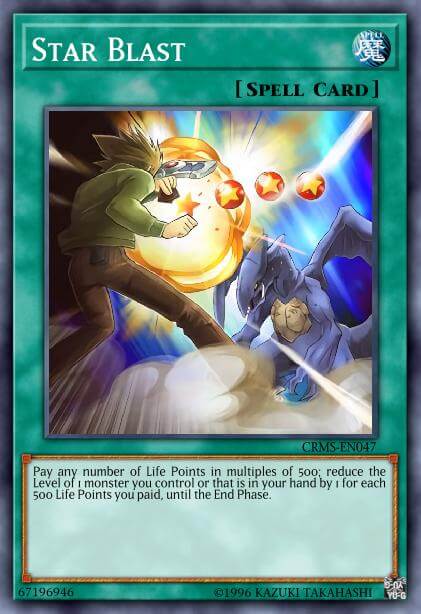 STAR BLAST
[SPELL CARD]
CRMS-EN047
Pay any number of Life Points in multiples of 500; reduce the
Level of 1 monster you control or that is in your hand by 1 for each
500 Life Points you paid, until the End Phase.
67196946
©1996 KAZUKI TAKAHASHI